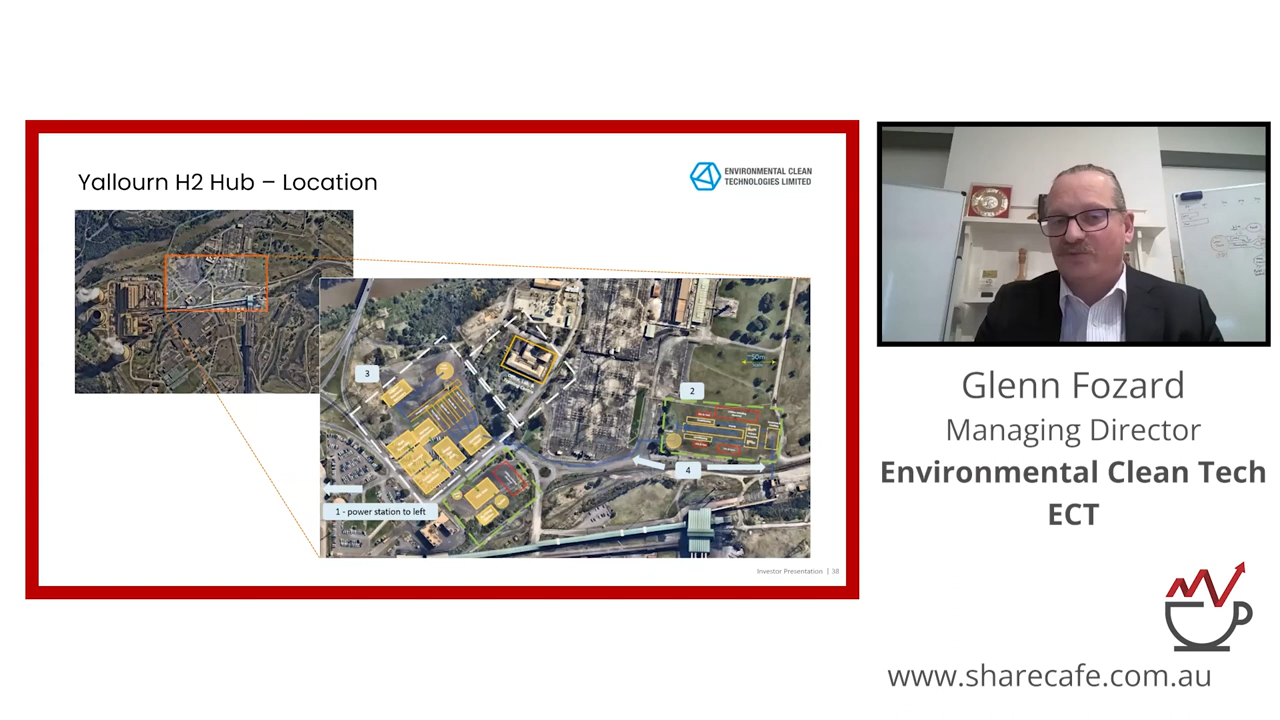 Yallourn H2 Hub – Location
ENVIRONMENTAL CLEAN
TECHNOLOGIES LIMITED
3
2
~50m
4
1 - power station to left
Investor Presentation | 38
Glenn Fozard
Managing Director
Environmental Clean Tech
ECT
www.sharecafe.com.au